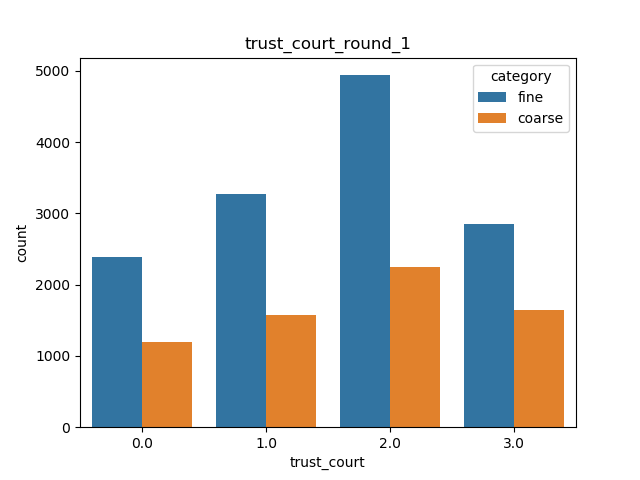 trust_court_round_1
category
fine
coarse
count
5000
4000
3000
2000
1000
0
0.0 1.0 2.0 3.0
trust_court